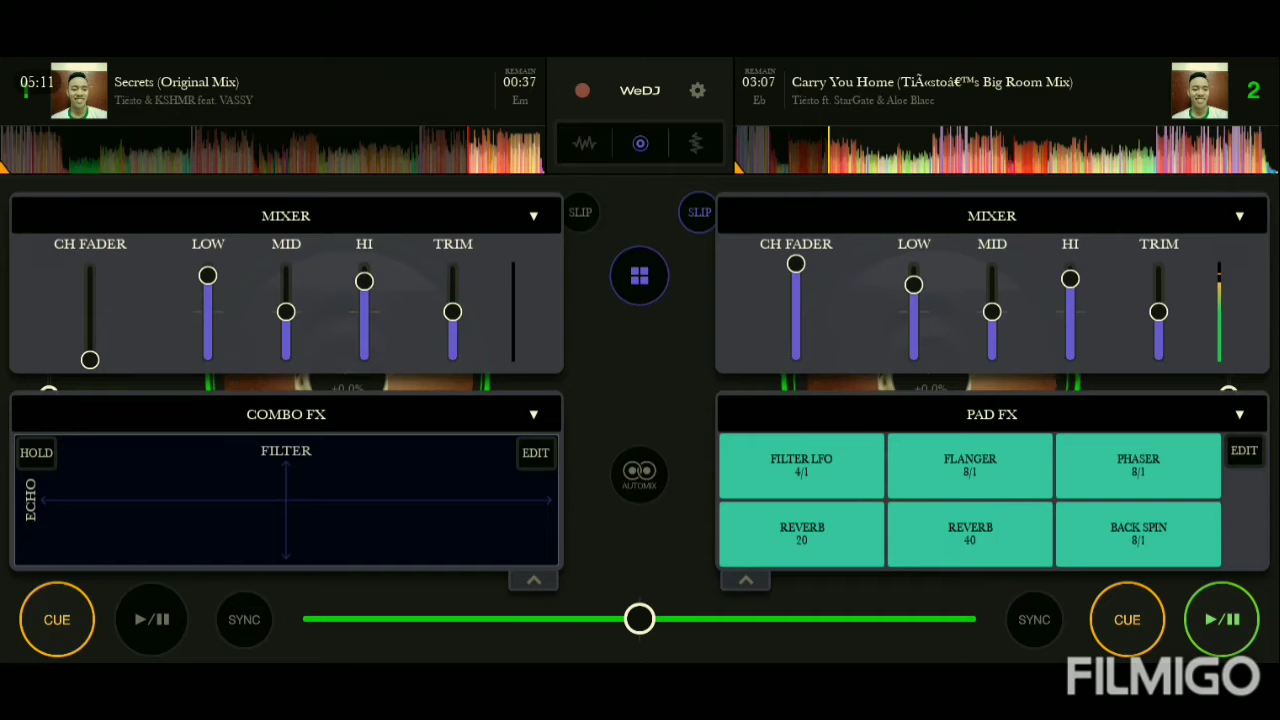 05:11
1
Secrets (Original Mix)
Tiësto & KSHMR feat. VASSY
REMAIN
00:37
Em
WeDJ
REMAIN
03:07
Eb
Carry You Home (TiÃ«stoâ€™s Big Room Mix)
Tiësto ft. StarGate & Aloe Blacc
2
MIXER ▼
SLIP
SLIP
MIXER ▼
CH FADER LOW MID HI TRIM
CH FADER LOW MID HI TRIM
+0.0%
+0.0%
COMBO FX ▼
HOLD
FILTER
EDIT
ECHO
AUTOMIX
PAD FX ▼
FILTER LFO
4/1
FLANGER
8/1
PHASER
8/1
EDIT
REVERB
20
REVERB
40
BACK SPIN
8/1
CUE
►/II
SYNC
SYNC
CUE
►/II
FILMIGO